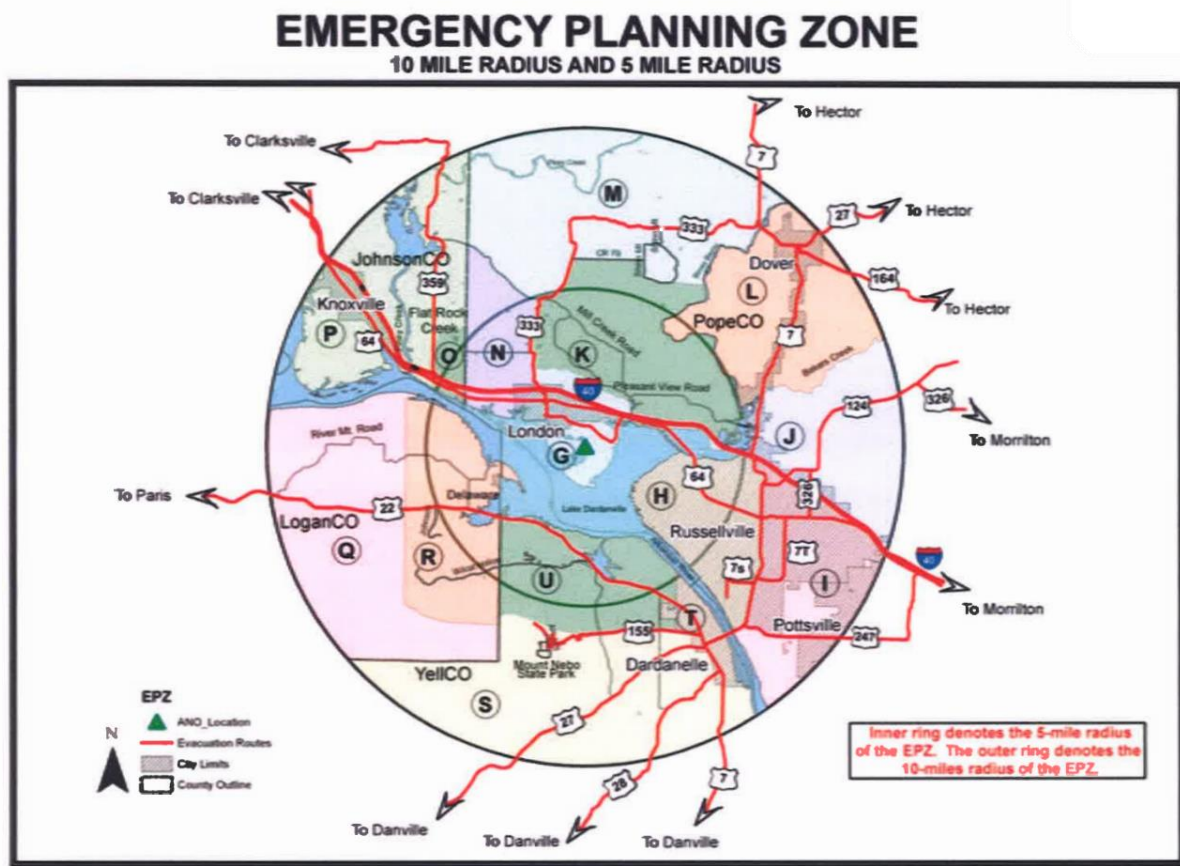 EMERGENCY PLANNING ZONE
10 MILE RADIUS AND 5 MILE RADIUS
To Hector
To Clarksville
7
M
To Clarksville
27
To Hector
333
CR 70
JohnsonCO
Dover
164
359
L
To Hector
Knoxville
Flat Rock
Creek
Mill Creek Road
PopeCO
P
333
7
64
O
N
K
Bakers Creek
40
Pleasant View Road
124
326
River Mt. Road
London
J
To Morrilton
G
64
To Paris
Delaware
H
326
22
Lake Dardanelle
LoganCO
Russellville
Q
R
7T
40
U
7s
I
To Morrilton
T
Pottsville
155
247
Mount Nebo
State Park
Dardanelle
YellCO
S
27
EPZ
ANO_Location
N
Evacuation Routes
City Limits
County Outline
Inner ring denotes the 5-mile radius
of the EPZ. The outer ring denotes the
10-miles radius of the EPZ.
28
7
To Danville
To Danville
To Danville